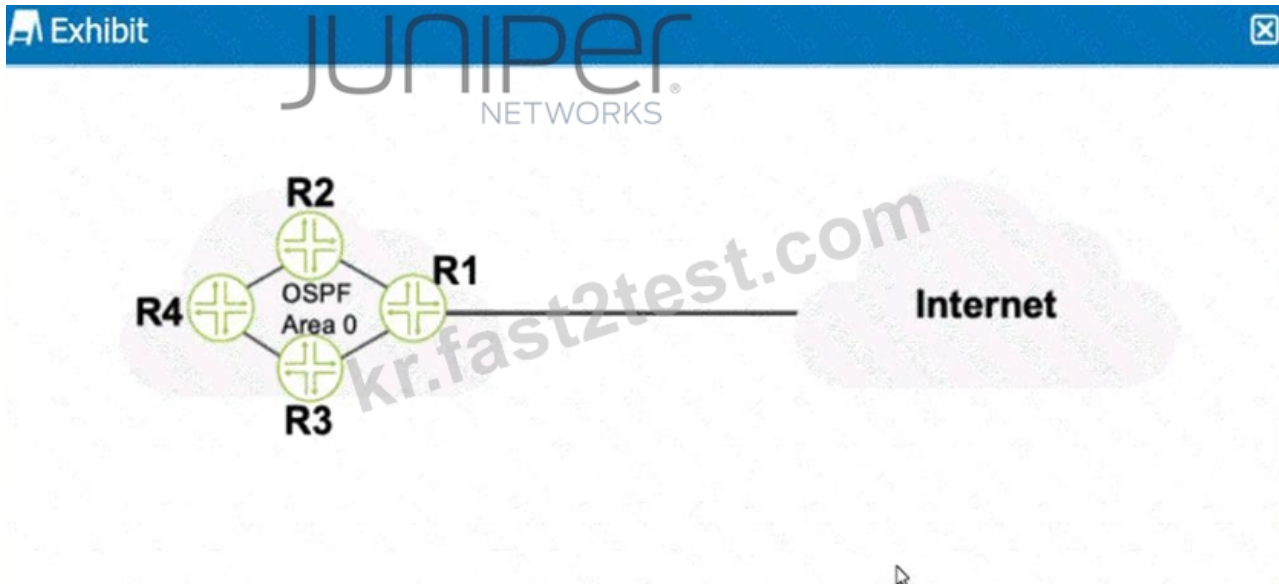 Exhibit
JUNIPEr
NETWORKS
R2
R1
R4
OSPF
Area 0
R3
Internet
kr.fast2test.com